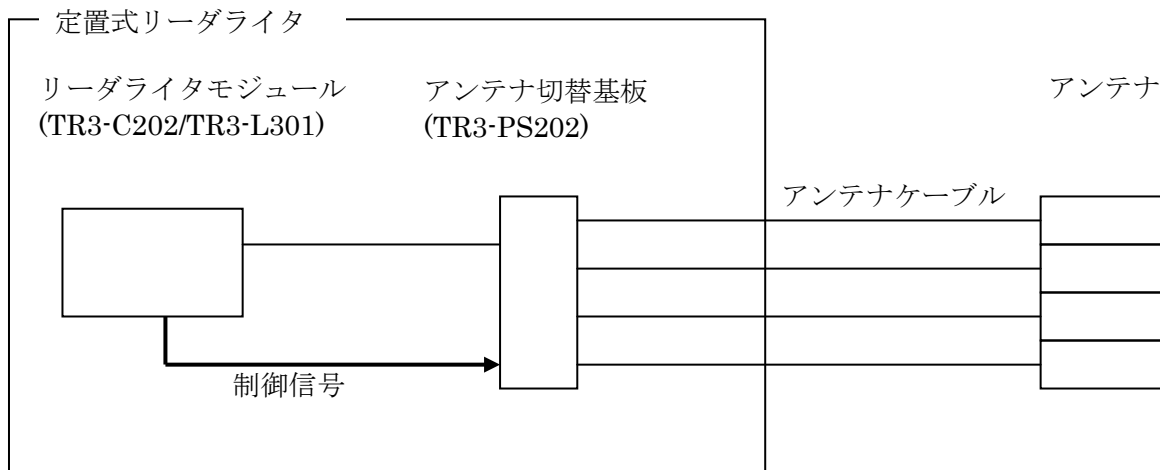 定置式リーダライタ
リーダライタモジュール
(TR3-C202/TR3-L301)
アンテナ切替基板
(TR3-PS202)
アンテナ
アンテナケーブル
制御信号